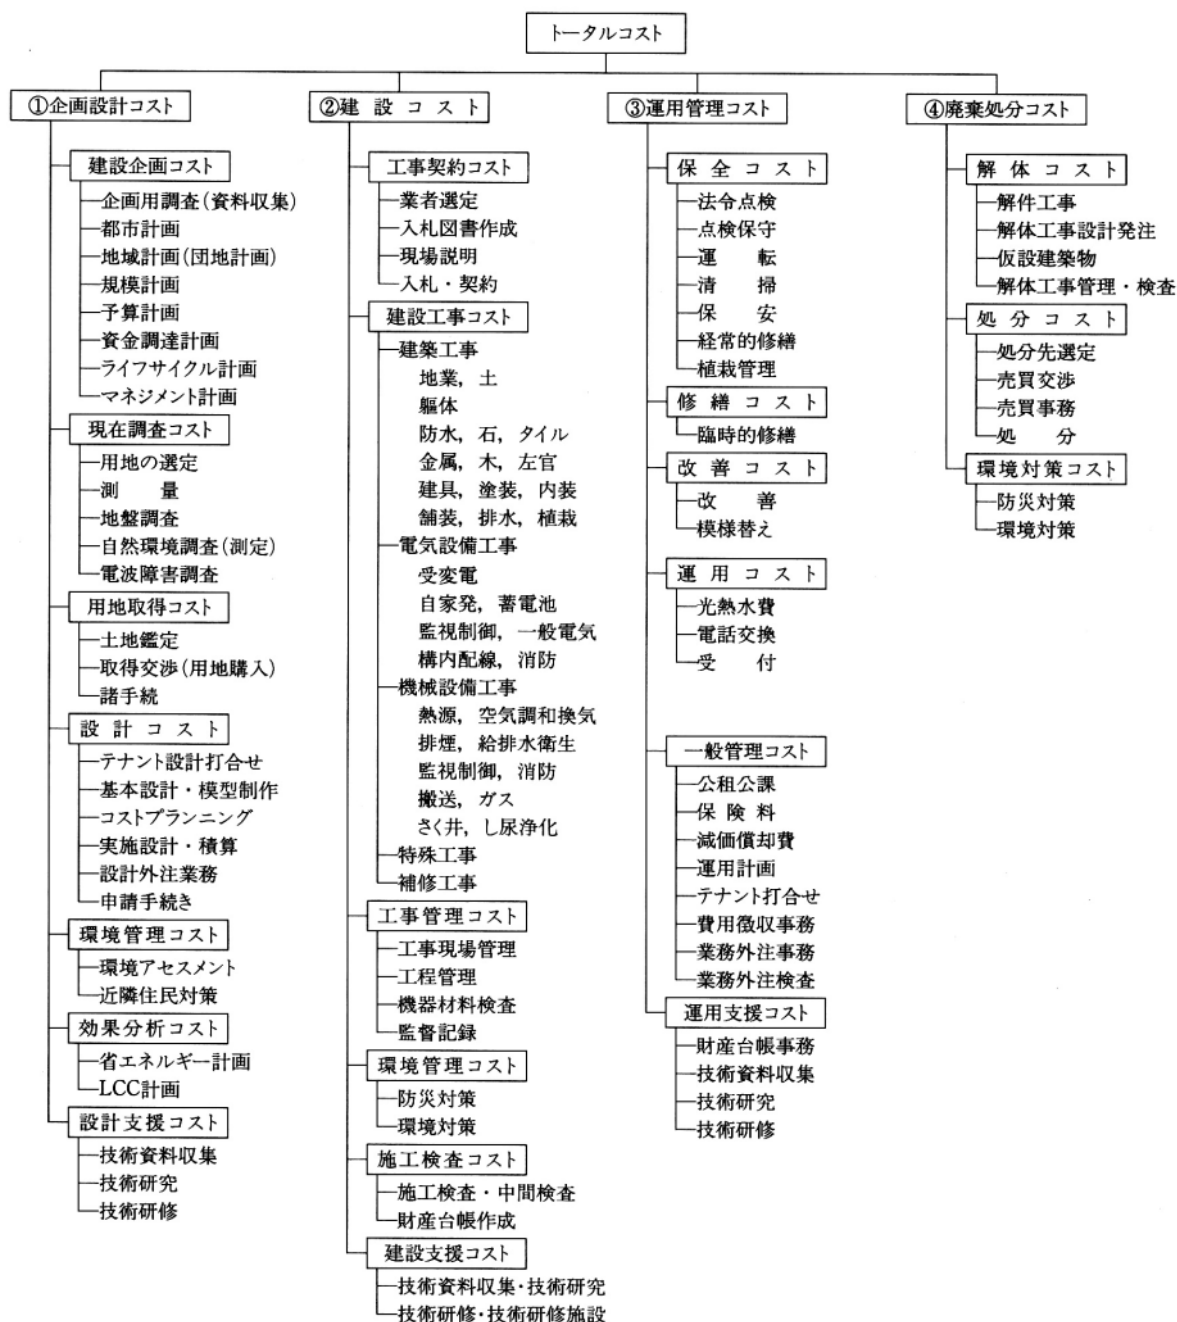 トータルコスト
①企画設計コスト
建設企画コスト
企画用調査(資料収集)
都市計画
地域計画(団地計画)
規模計画
予算計画
資金調達計画
ライフサイクル計画
マネジメント計画
現在調査コスト
用地の選定
測 量
地盤調査
自然環境調査(測定)
電波障害調査
用地取得コスト
土地鑑定
取得交渉(用地購入)
諸手続
設計コスト
テナント設計打合せ
基本設計・模型制作
コストプランニング
実施設計・積算
設計外注業務
申請手続き
環境管理コスト
環境アセスメント
近隣住民対策
効果分析コスト
省エネルギー計画
LCC計画
設計支援コスト
技術資料収集
技術研究
技術研修
②建設コスト
工事契約コスト
業者選定
入札図書作成
現場説明
入札・契約
建設工事コスト
建築工事
地業，土
躯体
防水，石，タイル
金属，木，左官
建具，塗装，内装
舗装，排水，植栽
電気設備工事
受変電
自家発，蓄電池
監視制御，一般電気
構内配線，消防
機械設備工事
熱源，空気調和換気
排煙，給排水衛生
監視制御，消防
搬送，ガス
さく井，し尿浄化
特殊工事
補修工事
工事管理コスト
工事現場管理
工程管理
機器材料検査
監督記録
環境管理コスト
防災対策
環境対策
施工検査コスト
施工検査・中間検査
財産台帳作成
建設支援コスト
技術資料収集・技術研究
技術研修・技術研修施設
③運用管理コスト
保全コスト
法令点検
点検保守
運 転
清 掃
保 安
経常的修繕
植栽管理
修繕コスト
臨時的修繕
改善コスト
改 善
模様替え
運用コスト
光熱水費
電話交換
受 付
一般管理コスト
公租公課
保険料
減価償却費
運用計画
テナント打合せ
費用徴収事務
業務外注事務
業務外注検査
運用支援コスト
財産台帳事務
技術資料収集
技術研究
技術研修
④廃棄処分コスト
解体コスト
解件工事
解体工事設計発注
仮設建築物
解体工事管理・検査
処分コスト
処分先選定
売買交渉
売買事務
処 分
環境対策コスト
防災対策
環境対策